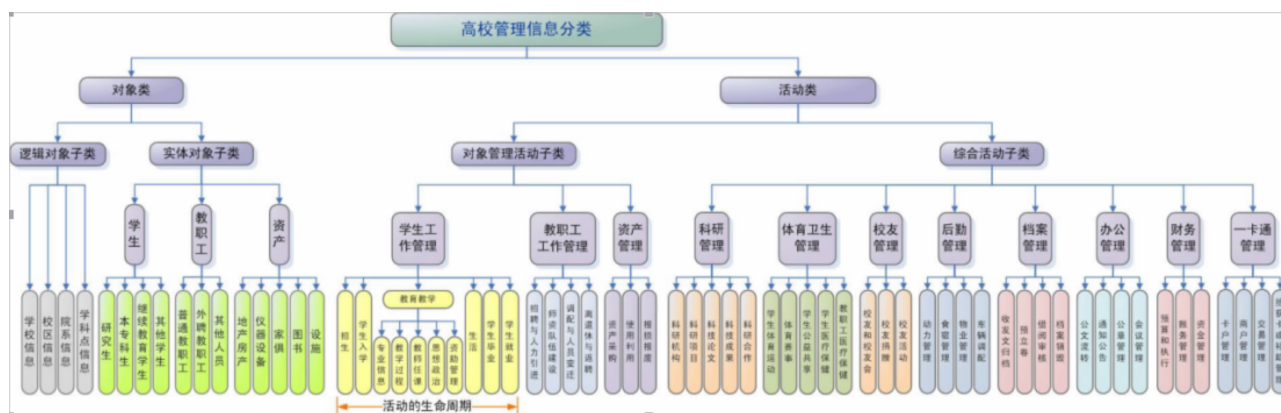 高校管理信息分类
对象类
活动类
逻辑对象子类
实体对象子类
对象管理活动子类
综合活动子类
学生
教职工
资产
学生工
作管理
教职工
工作管理
资产
管理
科研
管理
体育卫生
管理
校友
管理
后勤
管理
档案
管理
办公
管理
财务
管理
一卡通
管理
学校信息
校区信息
院系信息
学科点信息
研究生
本专科生
继续教育学生
其他学生
普通教职工
外聘教职工
其他人员
地产房产
仪器设备
家俱
图书
设施
招生
学生入学
教育教学
专业信息
教学过程
教师任课
思想政治
资助管理
生活
学生毕业
学生就业
招聘与人力引进
师资队伍建设
调配与人员变迁
离退休与返聘
资产采购
使用利用
报损报废
科研机构
科研项目
科技论文
科技成果
科研合作
学生体育运动
体育赛事
学生公益共享
学生医疗保健
教职工医疗保健
校友和校友会
校友捐赠
校友活动
动力管理
食宿管理
物业管理
车辆调配
收发文归档
预立卷
借阅审核
档案销毁
公文流转
通知公告
公章管理
会议管理
预算和执行
账务管理
资金管理
卡户管理
商户管理
交易管理
活动的生命周期